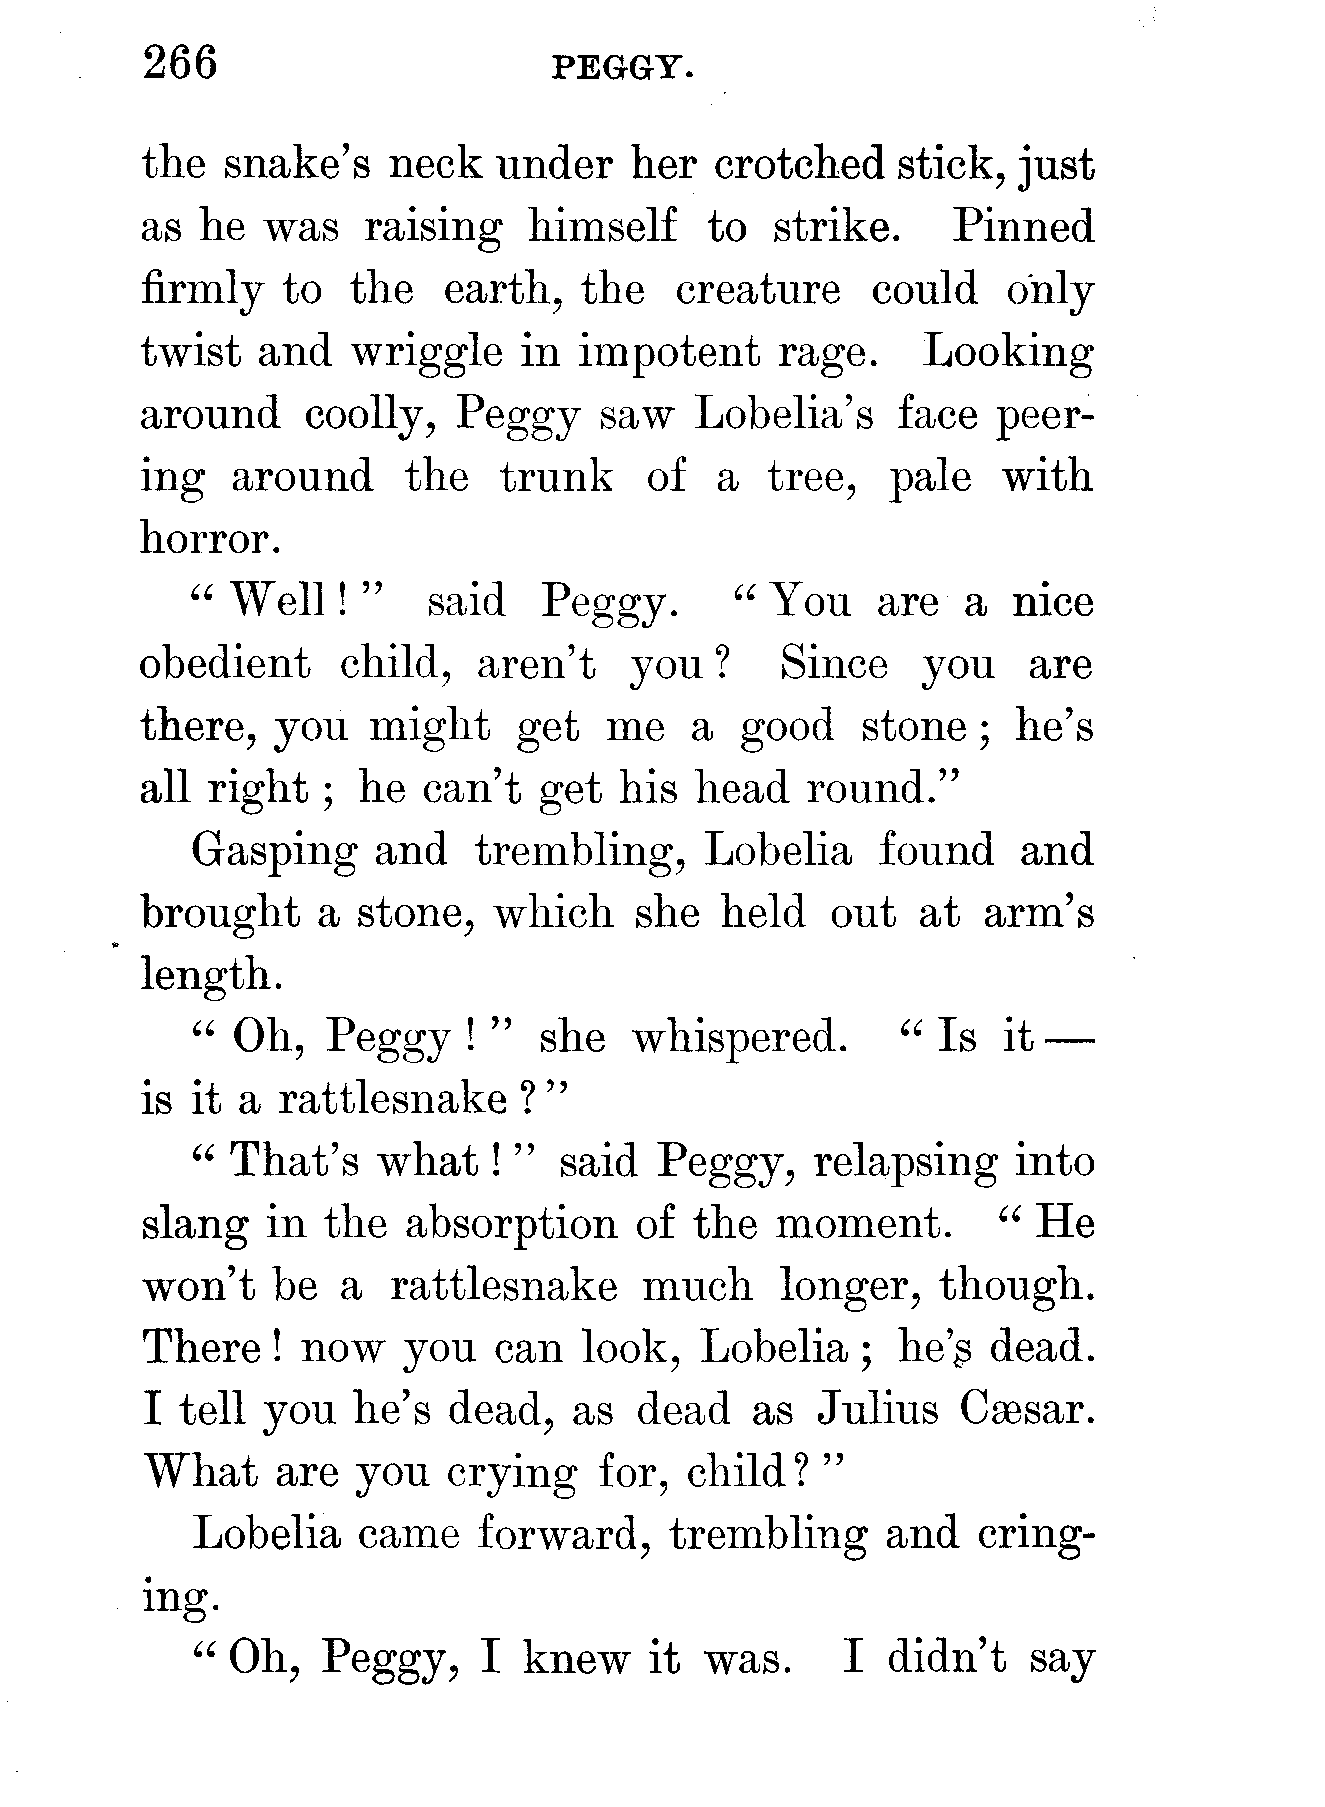 266 PEGGY.
the snake's neck under her crotched stick, just
as he was raising himself to strike. Pinned
firmly to the earth, the creature could only
twist and wriggle in impotent rage. Looking
around coolly, Peggy saw Lobelia's face peer-
ing around the trunk of a tree, pale with
horror.
" Well ! " said Peggy. " You are a nice
obedient child, aren't you ? Since you are
there, you might get me a good stone ; he's
all right ; he can't get his head round."
Gasping and trembling, Lobelia found and
brought a stone, which she held out at arm's
length.
" Oh, Peggy ! " she whispered. " Is it —
is it a rattlesnake ? "
" That's what ! " said Peggy, relapsing into
slang in the absorption of the moment. " He
won't be a rattlesnake much longer, though.
There ! now you can look, Lobelia ; he's dead.
I tell you he's dead, as dead as Julius Cæsar.
What are you crying for, child ? "
Lobelia came forward, trembling and cring-
ing.
" Oh, Peggy, I knew it was. I didn't say